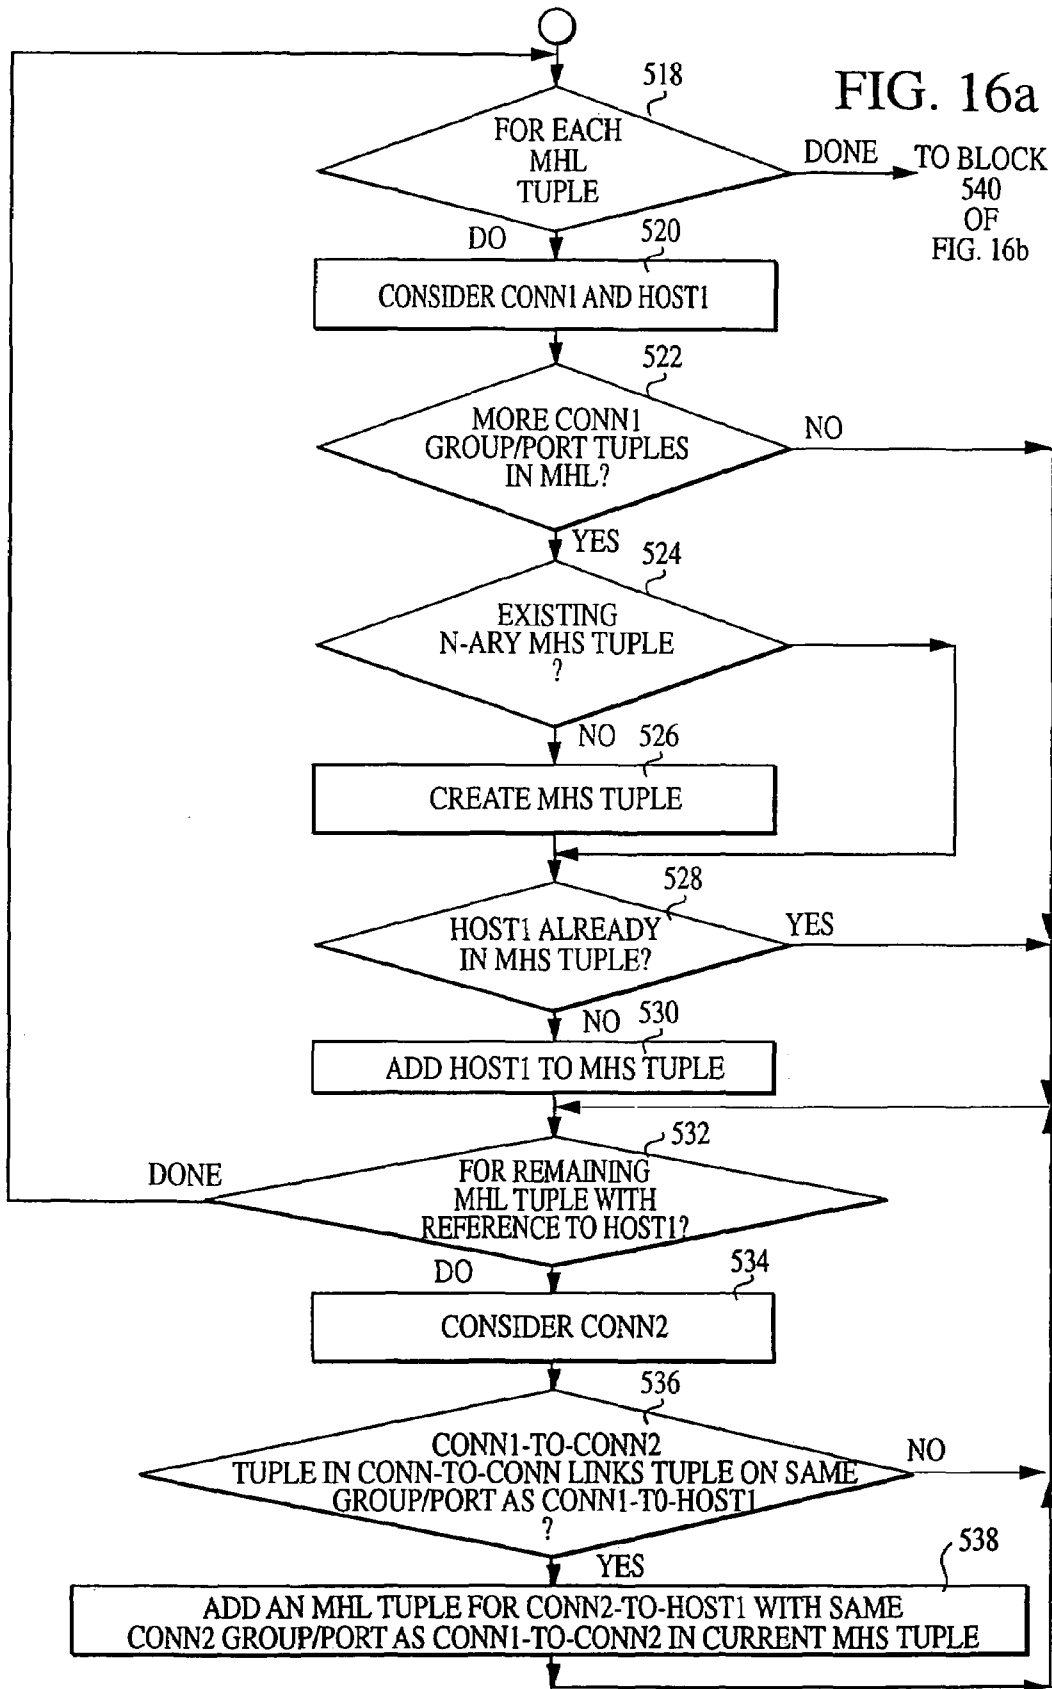 FIG. 16a
518
FOR EACH
MHL
TUPLE
DONE
TO BLOCK
540
OF
FIG. 16b
DO
520
CONSIDER CONN1 AND HOST1
522
MORE CONN1
GROUP/PORT TUPLES
IN MHL?
NO
YES
524
EXISTING
N-ARY MHS TUPLE
?
NO
526
CREATE MHS TUPLE
528
HOST1 ALREADY
IN MHS TUPLE?
YES
NO
530
ADD HOST1 TO MHS TUPLE
532
DONE
FOR REMAINING
MHL TUPLE WITH
REFERENCE TO HOST1?
DO
534
CONSIDER CONN2
536
CONN1-TO-CONN2
TUPLE IN CONN-TO-CONN LINKS TUPLE ON SAME
GROUP/PORT AS CONN1-T0-HOST1
?
NO
YES
538
ADD AN MHL TUPLE FOR CONN2-TO-HOST1 WITH SAME
CONN2 GROUP/PORT AS CONN1-TO-CONN2 IN CURRENT MHS TUPLE